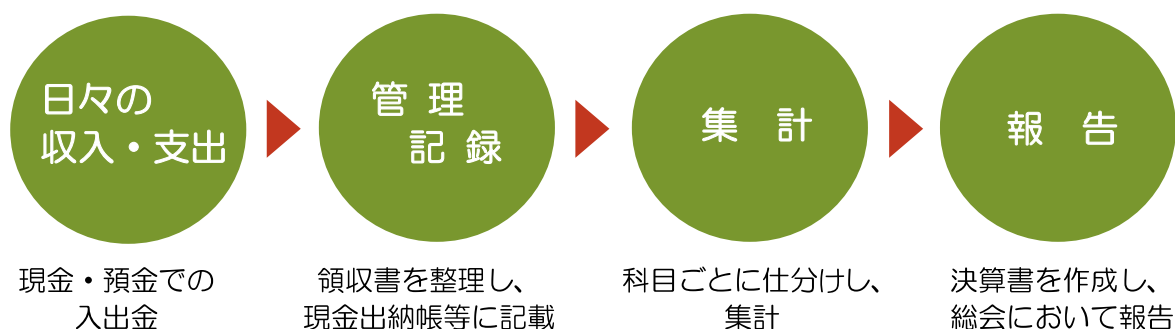 日々の
収入・支出
管 理
記 録
集 計
報 告
現金・預金での
入出金
領収書を整理し、
現金出納帳等に記載
科目ごとに仕分けし、
集計
決算書を作成し、
総会において報告